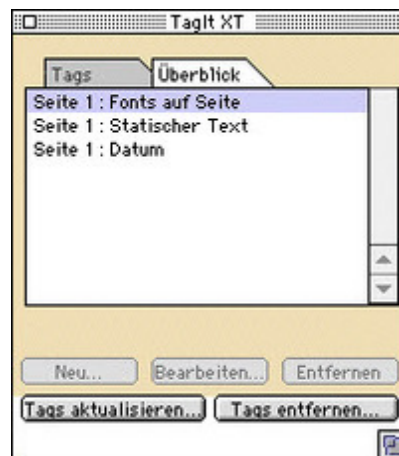 TagIt XT
Tags Überblick
Seite 1 : Fonts auf Seite
Seite 1 : Statischer Text
Seite 1 : Datum
Neu... Bearbeiten... Entfernen
Tags aktualisieren... Tags entfernen...